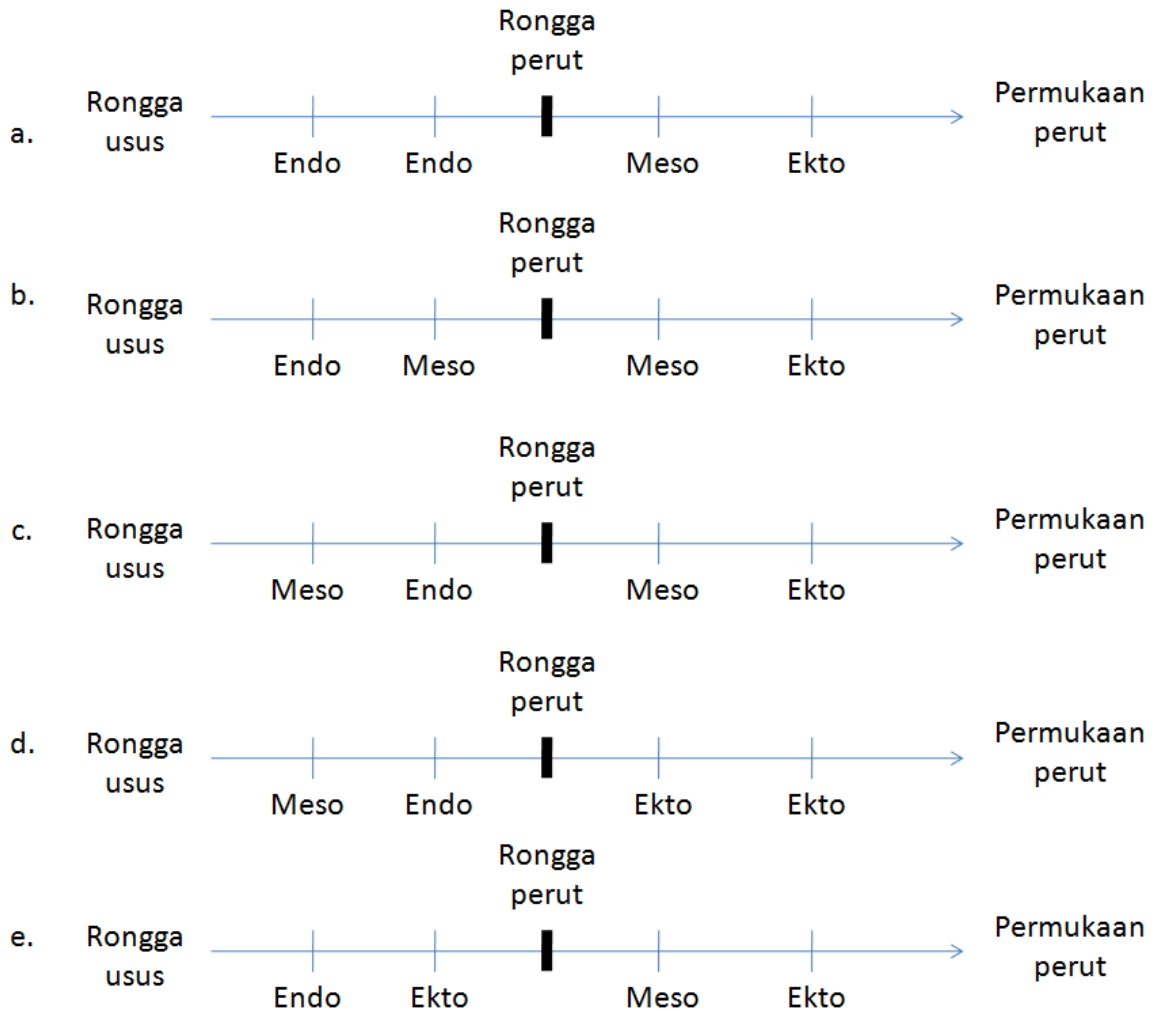 Rongga
perut
a.
Rongga
usus
Permukaan
perut
Endo Endo Meso Ekto
Rongga
perut
b.
Rongga
usus
Permukaan
perut
Endo Meso Meso Ekto
Rongga
perut
c.
Rongga
usus
Permukaan
perut
Meso Endo Meso Ekto
Rongga
perut
d.
Rongga
usus
Permukaan
perut
Meso Endo Ekto Ekto
Rongga
perut
e.
Rongga
usus
Permukaan
perut
Endo Ekto Meso Ekto